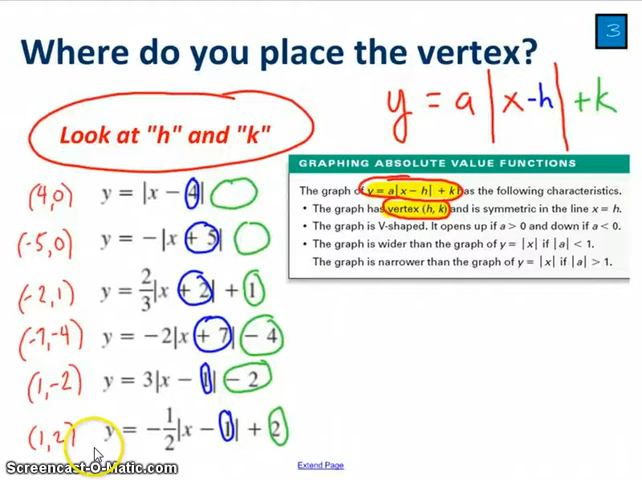 3
Where do you place the vertex?
y = a|x-h|+k
Look at "h" and "k"
GRAPHING ABSOLUTE VALUE FUNCTIONS
The graph of y = a|x − h| + k has the following characteristics.
• The graph has vertex (h, k) and is symmetric in the line x = h.
• The graph is V-shaped. It opens up if a > 0 and down if a < 0.
• The graph is wider than the graph of y = |x| if |a| < 1.
The graph is narrower than the graph of y = |x| if |a| > 1.
(4,0) y = |x − 4|
(-5,0) y = −|x + 5|
(-2,1) y = 2/3|x + 2| + 1
(-7,-4) y = −2|x + 7| − 4
(1,-2) y = 3|x − 1| − 2
(1,2) y = −1/2|x − 1| + 2
Screencast-O-Matic.com
Extend Page